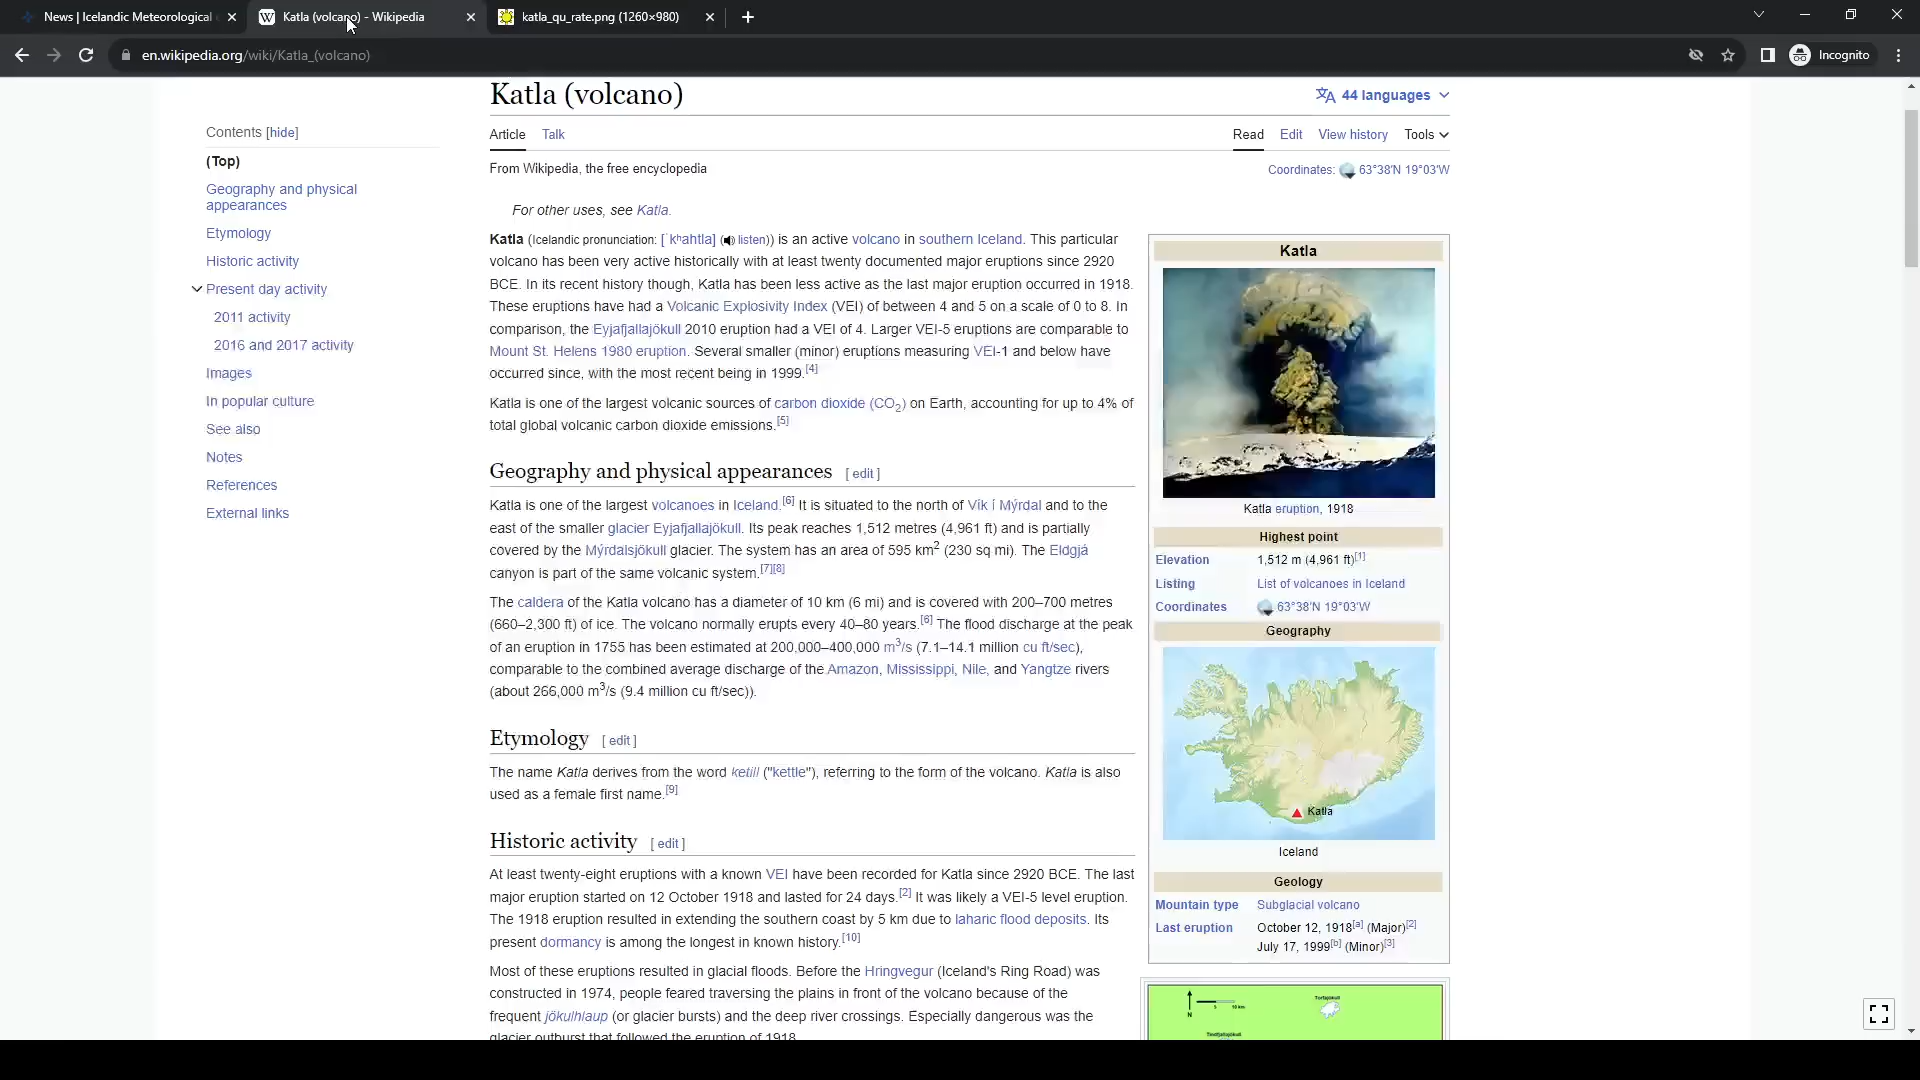 News | Icelandic Meteorological
Katla (volcano) - Wikipedia
katla_qu_rate.png (1260×980)
en.wikipedia.org/wiki/Katla_(volcano)
Incognito
Katla (volcano)
44 languages
Contents [hide]
(Top)
Geography and physical
appearances
Etymology
Historic activity
Present day activity
2011 activity
2016 and 2017 activity
Images
In popular culture
See also
Notes
References
External links
Article Talk
Read Edit View history Tools
From Wikipedia, the free encyclopedia
Coordinates: 63°38′N 19°03′W
For other uses, see Katla.
Katla (Icelandic pronunciation: [ˈkʰahtla] (listen)) is an active volcano in southern Iceland. This particular
volcano has been very active historically with at least twenty documented major eruptions since 2920
BCE. In its recent history though, Katla has been less active as the last major eruption occurred in 1918.
These eruptions have had a Volcanic Explosivity Index (VEI) of between 4 and 5 on a scale of 0 to 8. In
comparison, the Eyjafjallajökull 2010 eruption had a VEI of 4. Larger VEI-5 eruptions are comparable to
Mount St. Helens 1980 eruption. Several smaller (minor) eruptions measuring VEI-1 and below have
occurred since, with the most recent being in 1999.[4]
Katla is one of the largest volcanic sources of carbon dioxide (CO2) on Earth, accounting for up to 4% of
total global volcanic carbon dioxide emissions.[5]
Geography and physical appearances [ edit ]
Katla is one of the largest volcanoes in Iceland.[6] It is situated to the north of Vík í Mýrdal and to the
east of the smaller glacier Eyjafjallajökull. Its peak reaches 1,512 metres (4,961 ft) and is partially
covered by the Mýrdalsjökull glacier. The system has an area of 595 km2 (230 sq mi). The Eldgjá
canyon is part of the same volcanic system.[7][8]
The caldera of the Katla volcano has a diameter of 10 km (6 mi) and is covered with 200–700 metres
(660–2,300 ft) of ice. The volcano normally erupts every 40–80 years.[6] The flood discharge at the peak
of an eruption in 1755 has been estimated at 200,000–400,000 m3/s (7.1–14.1 million cu ft/sec),
comparable to the combined average discharge of the Amazon, Mississippi, Nile, and Yangtze rivers
(about 266,000 m3/s (9.4 million cu ft/sec)).
Etymology [ edit ]
The name Katla derives from the word ketill ("kettle"), referring to the form of the volcano. Katla is also
used as a female first name.[9]
Historic activity [ edit ]
At least twenty-eight eruptions with a known VEI have been recorded for Katla since 2920 BCE. The last
major eruption started on 12 October 1918 and lasted for 24 days.[2] It was likely a VEI-5 level eruption.
The 1918 eruption resulted in extending the southern coast by 5 km due to laharic flood deposits. Its
present dormancy is among the longest in known history.[10]
Most of these eruptions resulted in glacial floods. Before the Hringvegur (Iceland's Ring Road) was
constructed in 1974, people feared traversing the plains in front of the volcano because of the
frequent jökulhlaup (or glacier bursts) and the deep river crossings. Especially dangerous was the
glacier outburst that followed the eruption of 1918.
Katla
Katla eruption, 1918
Highest point
Elevation 1,512 m (4,961 ft)[1]
Listing List of volcanoes in Iceland
Coordinates 63°38′N 19°03′W
Geography
Katla
Iceland
Geology
Mountain type Subglacial volcano
Last eruption October 12, 1918[a] (Major)[2]
July 17, 1999[b] (Minor)[3]
N
Torfajökull
Tindfjallajökull